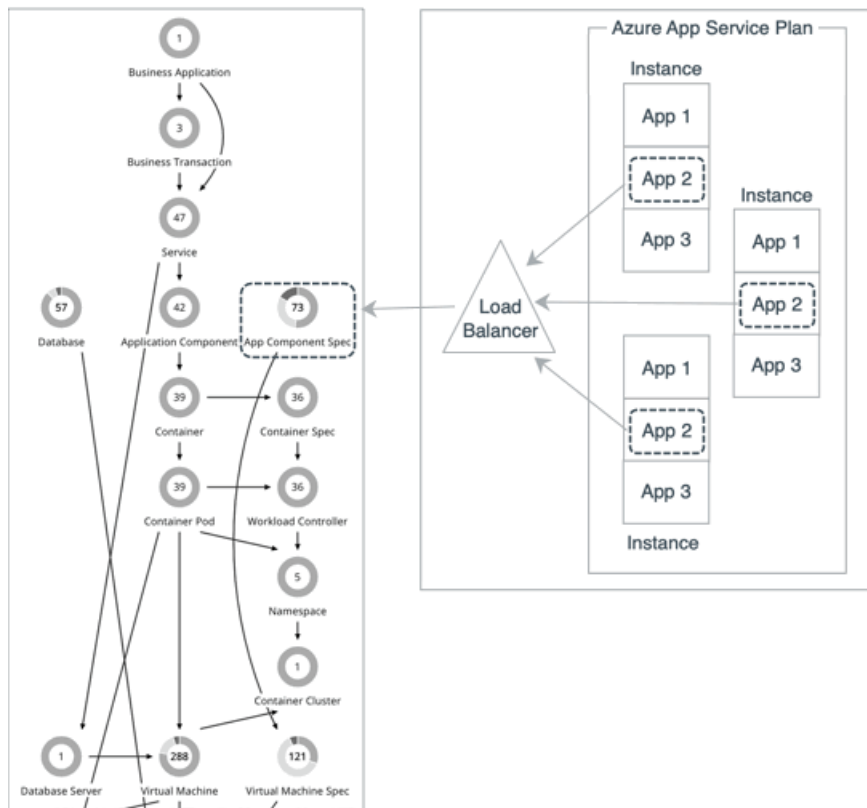 1
Business Application
3
Business Transaction
47
Service
57
Database
42
Application Component
73
App Component Spec
39
Container
36
Container Spec
39
Container Pod
36
Workload Controller
5
Namespace
1
Container Cluster
1
Database Server
288
Virtual Machine
121
Virtual Machine Spec
Azure App Service Plan
Instance
App 1
App 2
App 3
Instance
App 1
App 2
App 3
Load
Balancer
App 1
App 2
App 3
Instance